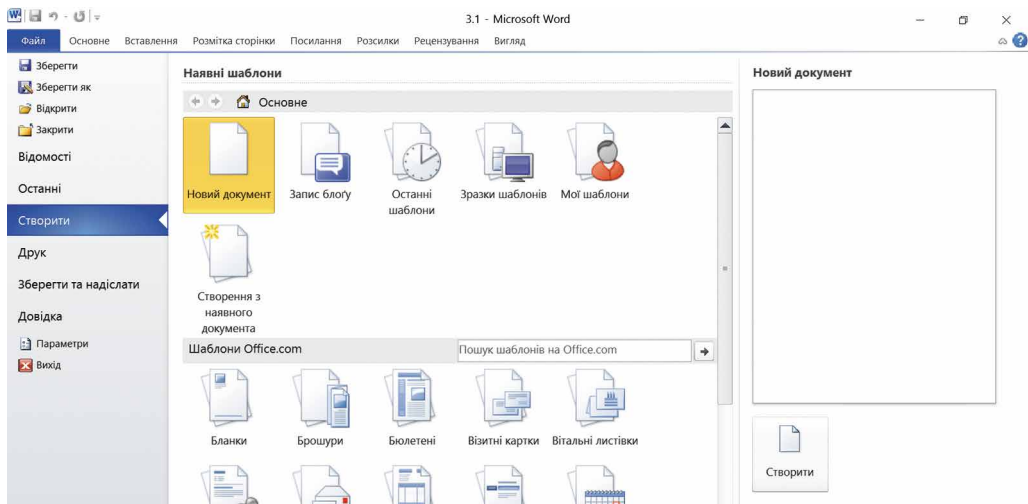 3.1 - Microsoft Word
Файл Основне Вставлення Розмітка сторінки Посилання Розсилки Рецензування Вигляд
Зберегти
Зберегти як
Відкрити
Закрити
Відомості
Останні
Створити
Друк
Зберегти та надіслати
Довідка
Параметри
Вихід
Наявні шаблони
Основне
Новий документ
Запис блоґу
Останні
шаблони
Зразки шаблонів
Мої шаблони
Створення з
наявного
документа
Шаблони Office.com
Пошук шаблонів на Office.com
Бланки
Брошури
Бюлетені
Візитні картки
Вітальні листівки
Новий документ
Створити